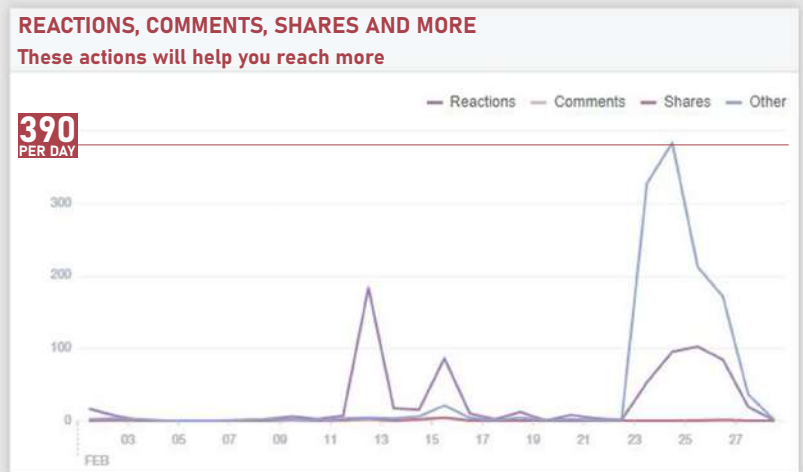 REACTIONS, COMMENTS, SHARES AND MORE
These actions will help you reach more
Reactions Comments Shares Other
390
PER DAY
300
200
100
0
03 05 07 09 11 13 15 17 19 21 23 25 27
FEB